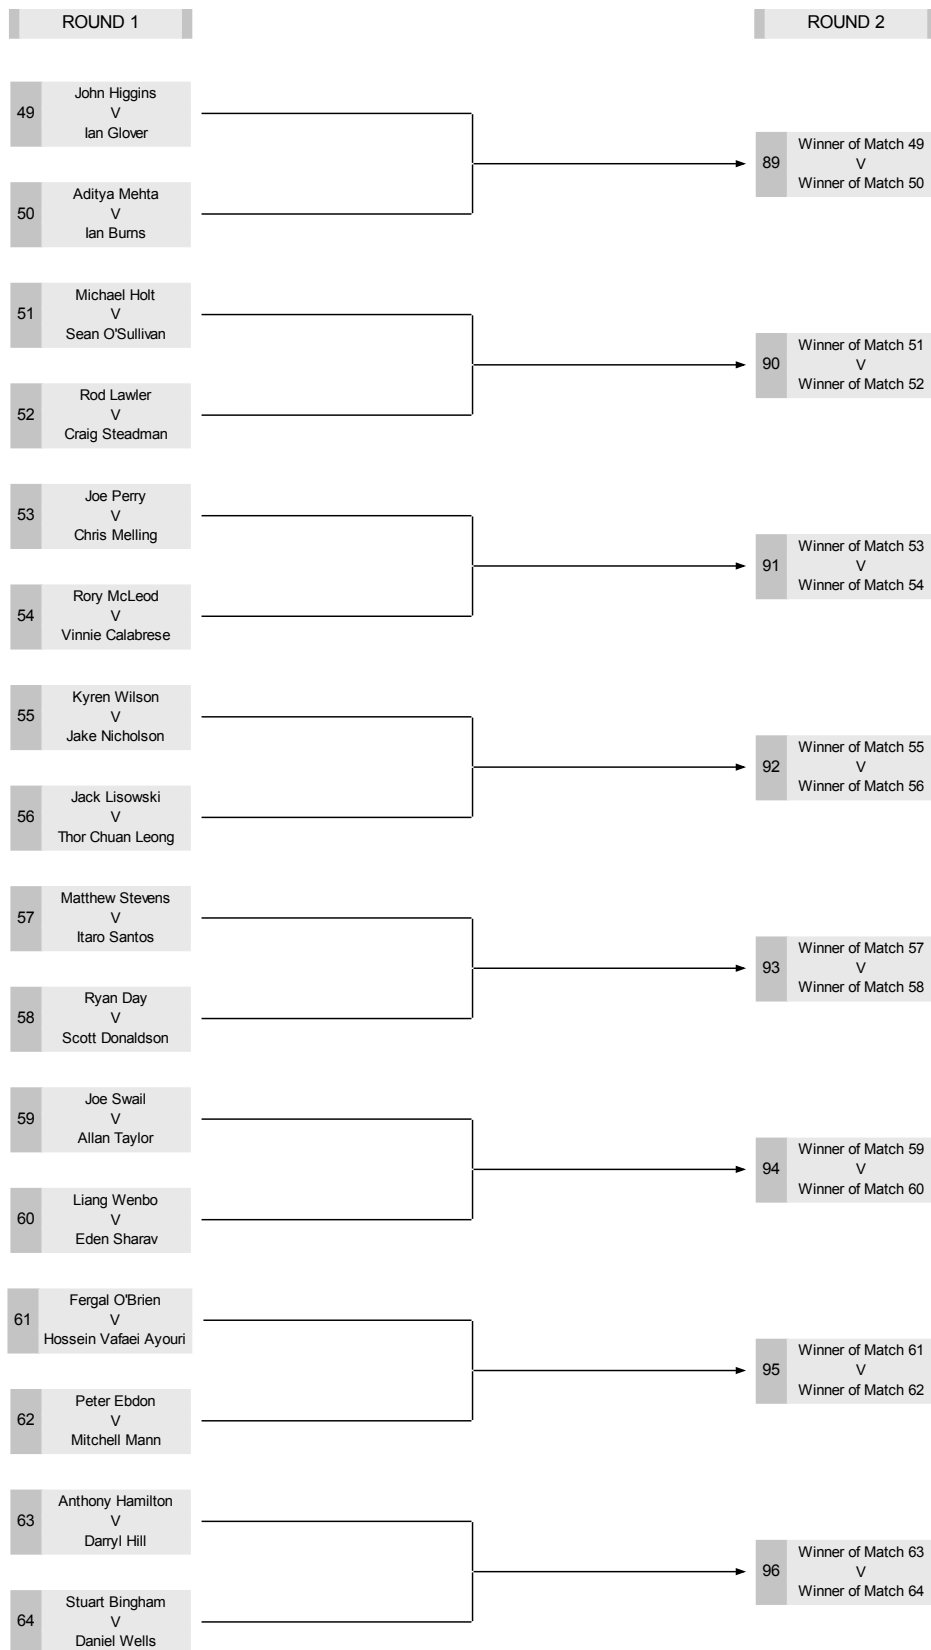 ROUND 1
ROUND 2
49
John Higgins
V
Ian Glover
50
Aditya Mehta
V
Ian Burns
89
Winner of Match 49
V
Winner of Match 50
51
Michael Holt
V
Sean O'Sullivan
52
Rod Lawler
V
Craig Steadman
90
Winner of Match 51
V
Winner of Match 52
53
Joe Perry
V
Chris Melling
54
Rory McLeod
V
Vinnie Calabrese
91
Winner of Match 53
V
Winner of Match 54
55
Kyren Wilson
V
Jake Nicholson
56
Jack Lisowski
V
Thor Chuan Leong
92
Winner of Match 55
V
Winner of Match 56
57
Matthew Stevens
V
Itaro Santos
58
Ryan Day
V
Scott Donaldson
93
Winner of Match 57
V
Winner of Match 58
59
Joe Swail
V
Allan Taylor
60
Liang Wenbo
V
Eden Sharav
94
Winner of Match 59
V
Winner of Match 60
61
Fergal O'Brien
V
Hossein Vafaei Ayouri
62
Peter Ebdon
V
Mitchell Mann
95
Winner of Match 61
V
Winner of Match 62
63
Anthony Hamilton
V
Darryl Hill
64
Stuart Bingham
V
Daniel Wells
96
Winner of Match 63
V
Winner of Match 64